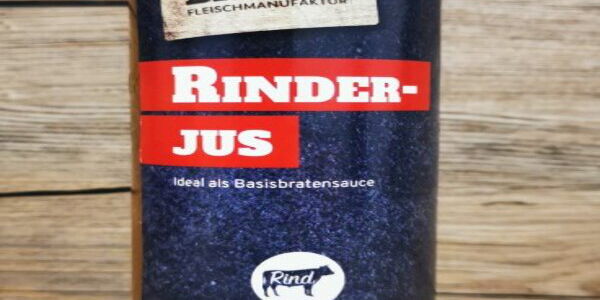 FLEISCHMANUFAKTUR
RINDER-
JUS
Ideal als Basisbratensauce
Rind